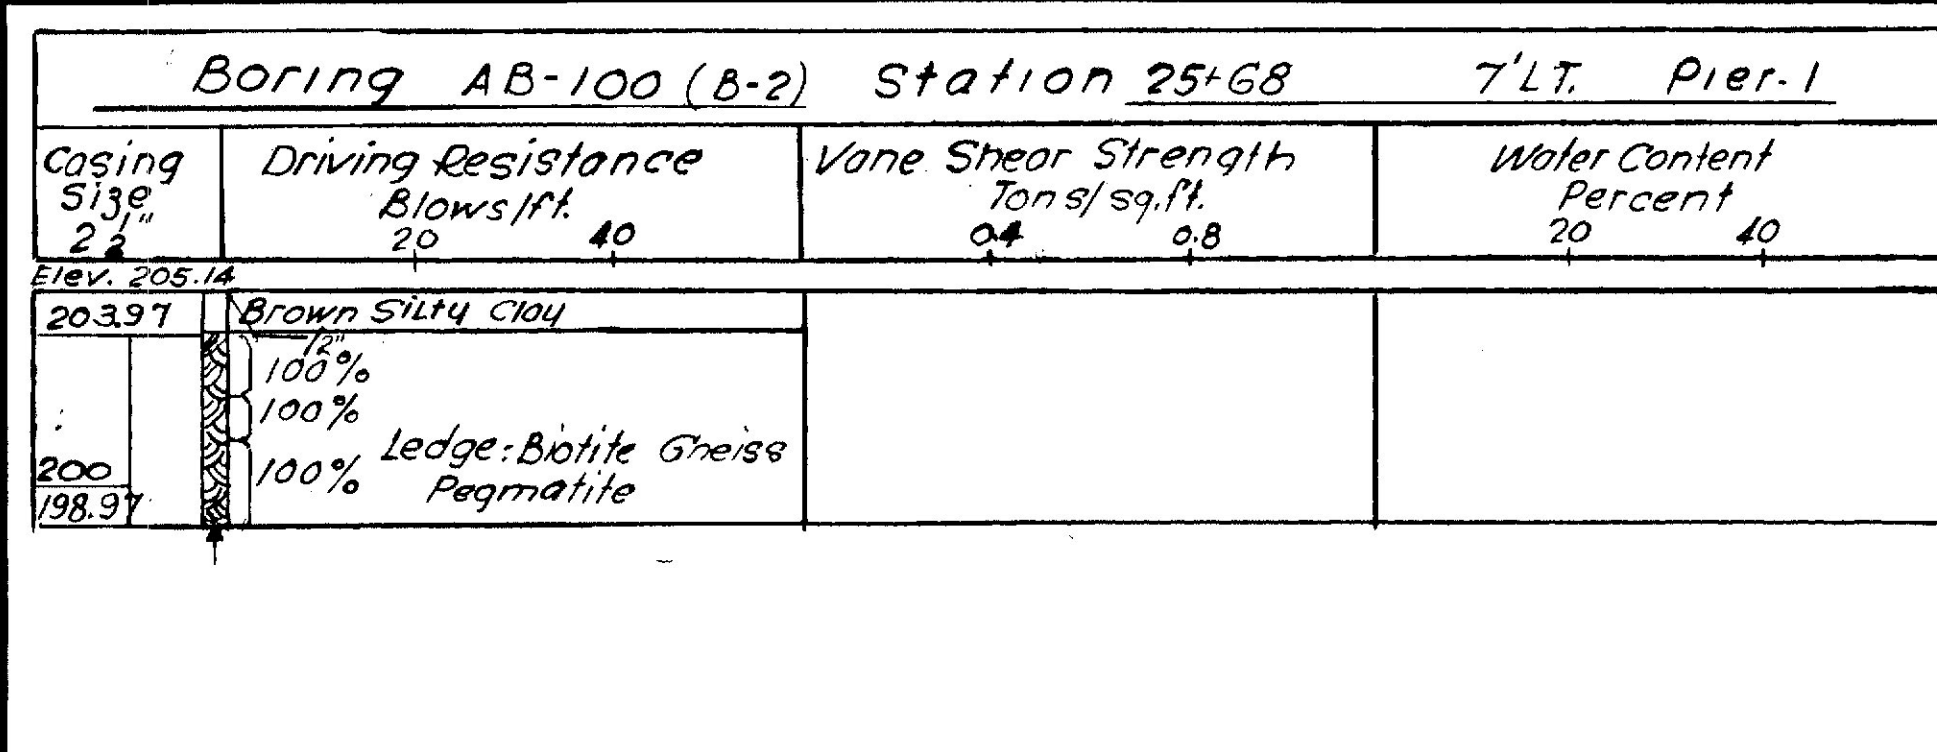 Boring AB-100 (B-2) Station 25+68 7'LT. Pier-1
Casing Size 2 1/2"
Driving Resistance
Blows/ft.
20 40
Vane Shear Strength
Tons/sq.ft.
0.4 0.8
Water Content
Percent
20 40
Elev. 205.14
203.97 Brown Silty Clay
100%
100%
Ledge: Biotite Gneiss
200 100% Pegmatite
198.97